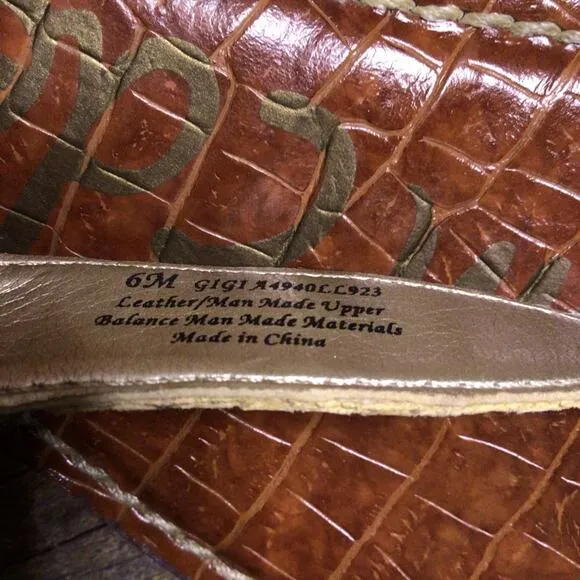 6M GIGI A4940LL923
Leather/Man Made Upper
Balance Man Made Materials
Made in China